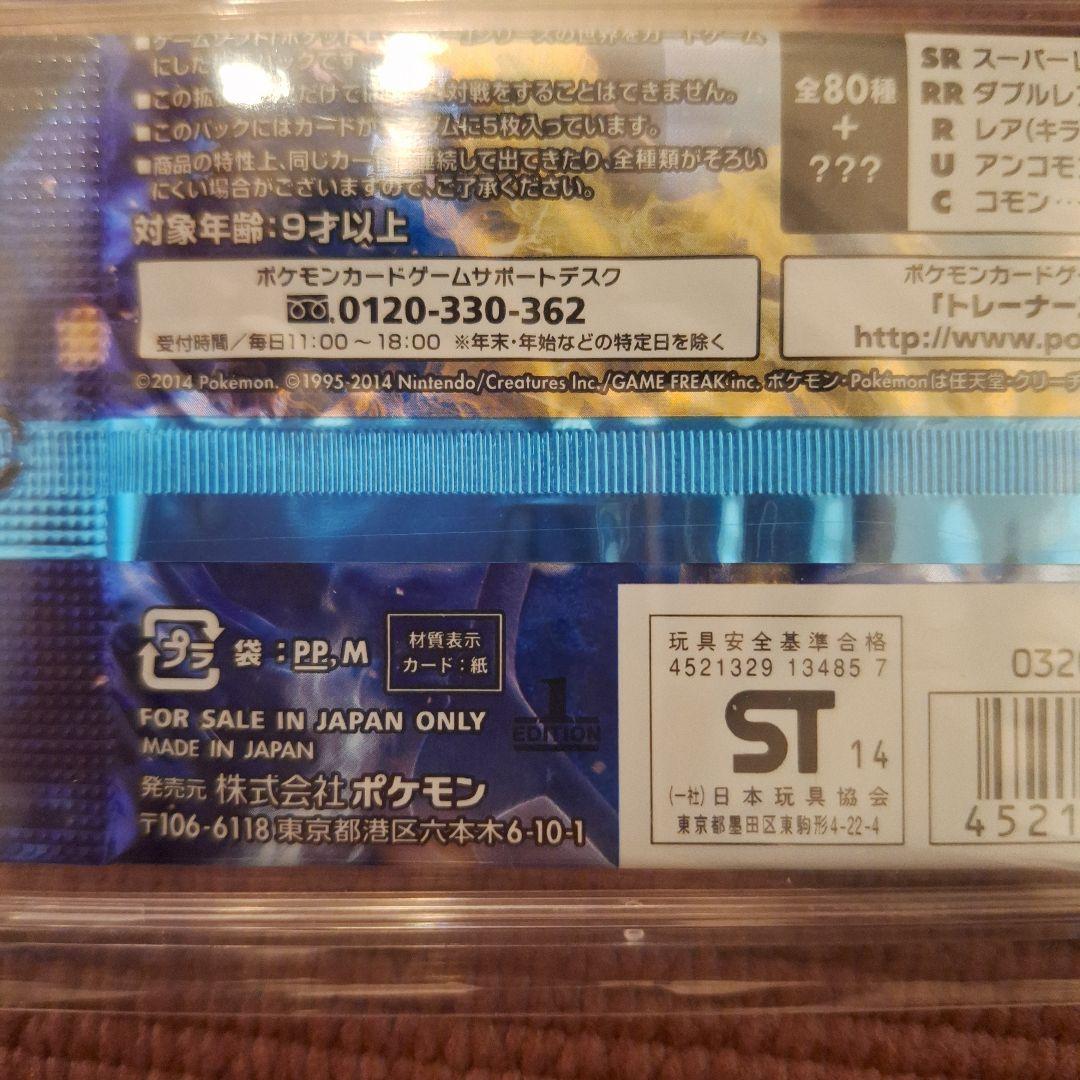 シリーズの世界をカードゲーム
にした
パックです
■この拡
だけで
対戦をすることはできません。
■このパックにはカードが
に5枚入っています。
■商品の特性上、同じカー
連続して出てきたり、全種類がそろい
にくい場合がございますので、ご了承ください。
対象年齢:9才以上
全80種
+
???
SR スーパーレ
RR ダブルレア
R レア(キラ
U アンコモ
C コモン…
ポケモンカードゲームサポートデスク
0120-330-362
受付時間/毎日11:00~18:00 ※年末・年始などの特定日を除く
ポケモンカードゲ
「トレーナー
http://www.po
©2014 Pokémon. ©1995-2014 Nintendo/Creatures Inc./GAME FREAK inc. ポケモン・Pokémonは任天堂・クリーチ
プラ 袋:PP,M
材質表示
カード:紙
FOR SALE IN JAPAN ONLY
MADE IN JAPAN
1
EDITION
発売元 株式会社ポケモン
〒106-6118 東京都港区六本木6-10-1
玩具安全基準合格
4521329 13485 7
ST 14
(一社)日本玩具協会
東京都墨田区東駒形4-22-4
032
4521